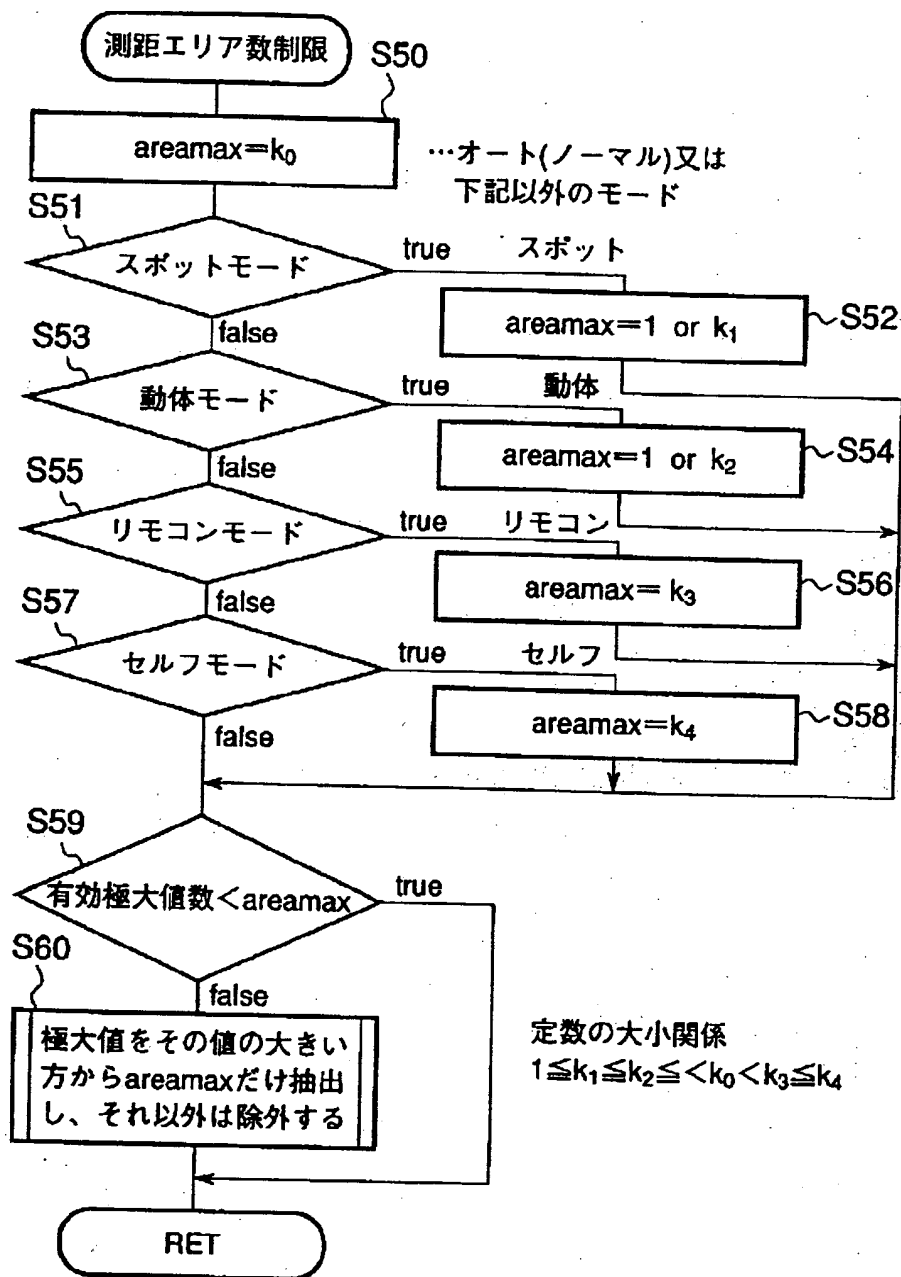 測距エリア数制限
S50
areamax=k₀
…オート(ノーマル)又は
下記以外のモード
S51
スポットモード
true
スポット
areamax=1 or k₁
S52
false
S53
動体モード
true
動体
areamax=1 or k₂
S54
false
S55
リモコンモード
true
リモコン
areamax= k₃
S56
false
S57
セルフモード
true
セルフ
areamax=k₄
S58
false
S59
有効極大値数<areamax
true
S60
false
極大値をその値の大きい
方からareamaxだけ抽出
し、それ以外は除外する
定数の大小関係
1≦k₁≦k₂≦<k₀<k₃≦k₄
RET